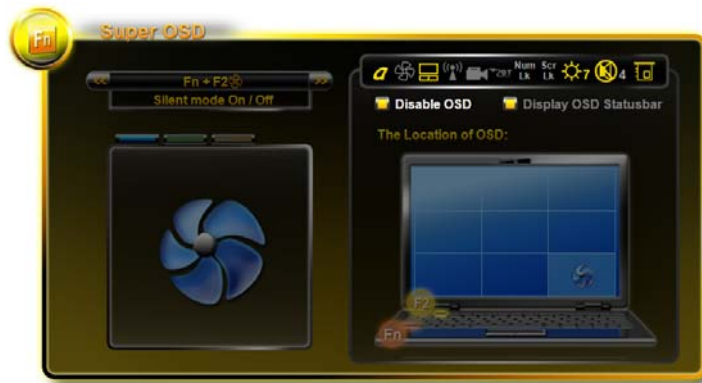 Super OSD
Fn
Fn + F2
Silent mode On / Off
Num Lk
Scr Lk
7
4
Disable OSD
Display OSD Statusbar
The Location of OSD:
F2
Fn